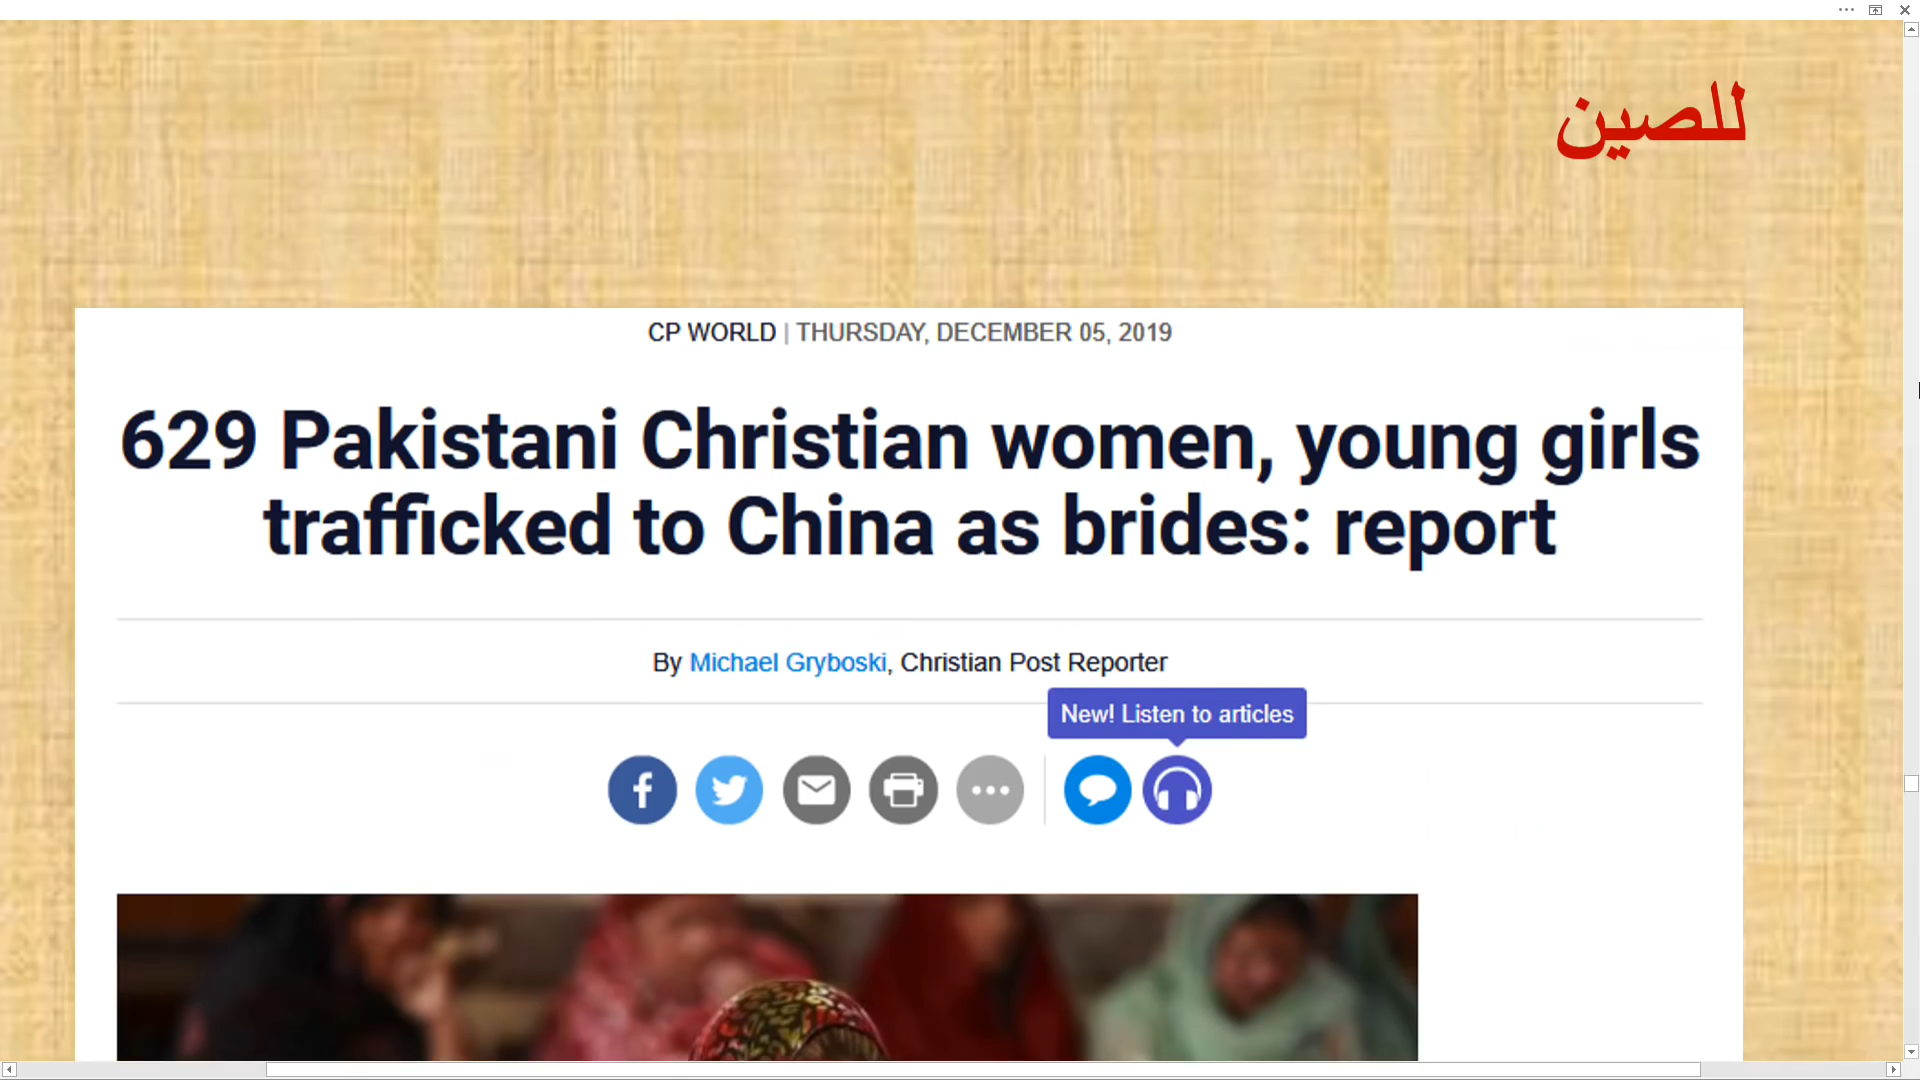 للصين
CP WORLD | THURSDAY, DECEMBER 05, 2019
629 Pakistani Christian women, young girls
trafficked to China as brides: report
By Michael Gryboski, Christian Post Reporter
New! Listen to articles